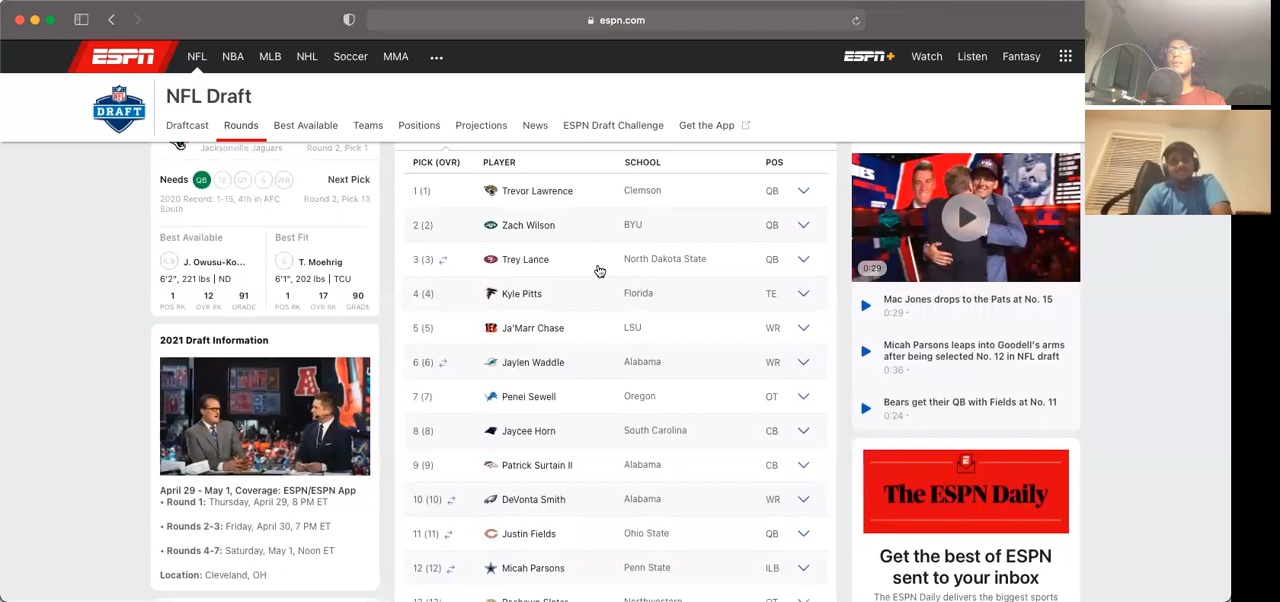 espn.com
ESPN
NFL NBA MLB NHL Soccer MMA ... ESPN+ Watch Listen Fantasy
NFL DRAFT
NFL Draft
Draftcast Rounds Best Available Teams Positions Projections News ESPN Draft Challenge Get the App
Jacksonville Jaguars Round 2, Pick 1
Needs QB TE OT S WR Next Pick
2020 Record: 1-15, 4th in AFC South Round 2, Pick 13
Best Available Best Fit
ILB J. Owusu-Ko... S T. Moehrig
6'2", 221 lbs | ND 6'1", 202 lbs | TCU
1 12 91 1 17 90
POS RK OVR RK GRADE POS RK OVR RK GRADE
2021 Draft Information
April 29 - May 1, Coverage: ESPN/ESPN App
• Round 1: Thursday, April 29, 8 PM ET
• Rounds 2-3: Friday, April 30, 7 PM ET
• Rounds 4-7: Saturday, May 1, Noon ET
Location: Cleveland, OH
PICK (OVR) PLAYER SCHOOL POS
1 (1) Trevor Lawrence Clemson QB
2 (2) Zach Wilson BYU QB
3 (3) Trey Lance North Dakota State QB
4 (4) Kyle Pitts Florida TE
5 (5) Ja'Marr Chase LSU WR
6 (6) Jaylen Waddle Alabama WR
7 (7) Penei Sewell Oregon OT
8 (8) Jaycee Horn South Carolina CB
9 (9) Patrick Surtain II Alabama CB
10 (10) DeVonta Smith Alabama WR
11 (11) Justin Fields Ohio State QB
12 (12) Micah Parsons Penn State ILB
Northwestern OT
0:29
Mac Jones drops to the Pats at No. 15
0:29 ·
Micah Parsons leaps into Goodell's arms
after being selected No. 12 in NFL draft
0:36 ·
Bears get their QB with Fields at No. 11
0:24 ·
The ESPN Daily
Get the best of ESPN
sent to your inbox
The ESPN Daily delivers the biggest sports